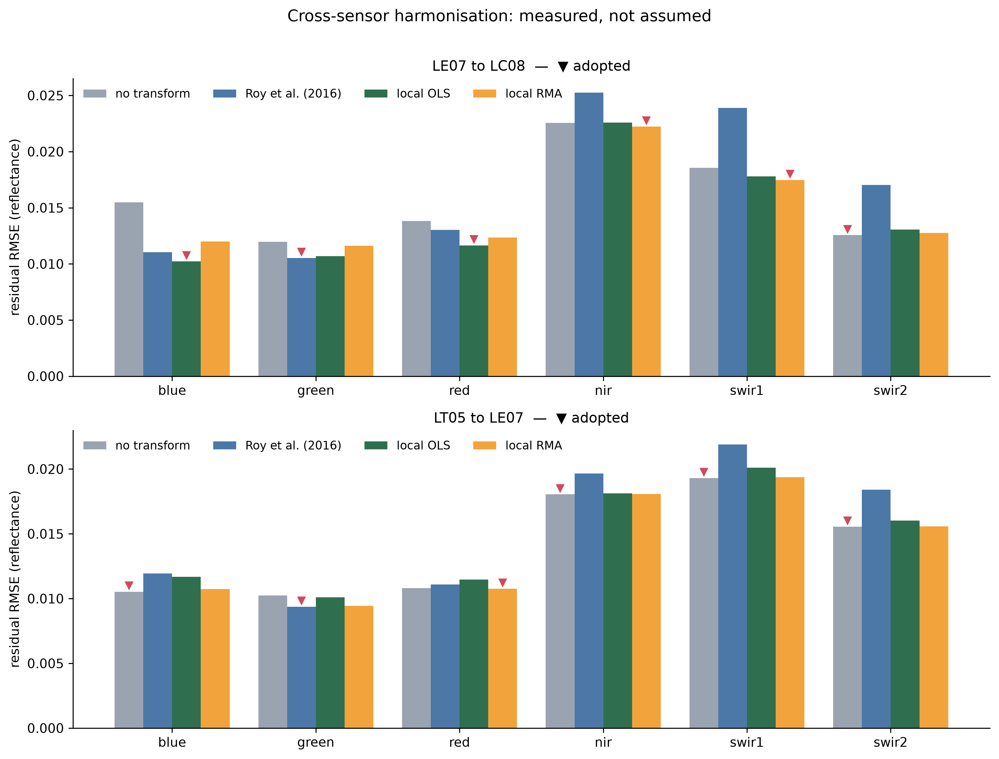 Cross-sensor harmonisation: measured, not assumed
LE07 to LC08 — ▼ adopted
no transform Roy et al. (2016) local OLS local RMA
residual RMSE (reflectance)
0.025
0.020
0.015
0.010
0.005
0.000
blue green red nir swir1 swir2
LT05 to LE07 — ▼ adopted
no transform Roy et al. (2016) local OLS local RMA
residual RMSE (reflectance)
0.020
0.015
0.010
0.005
0.000
blue green red nir swir1 swir2